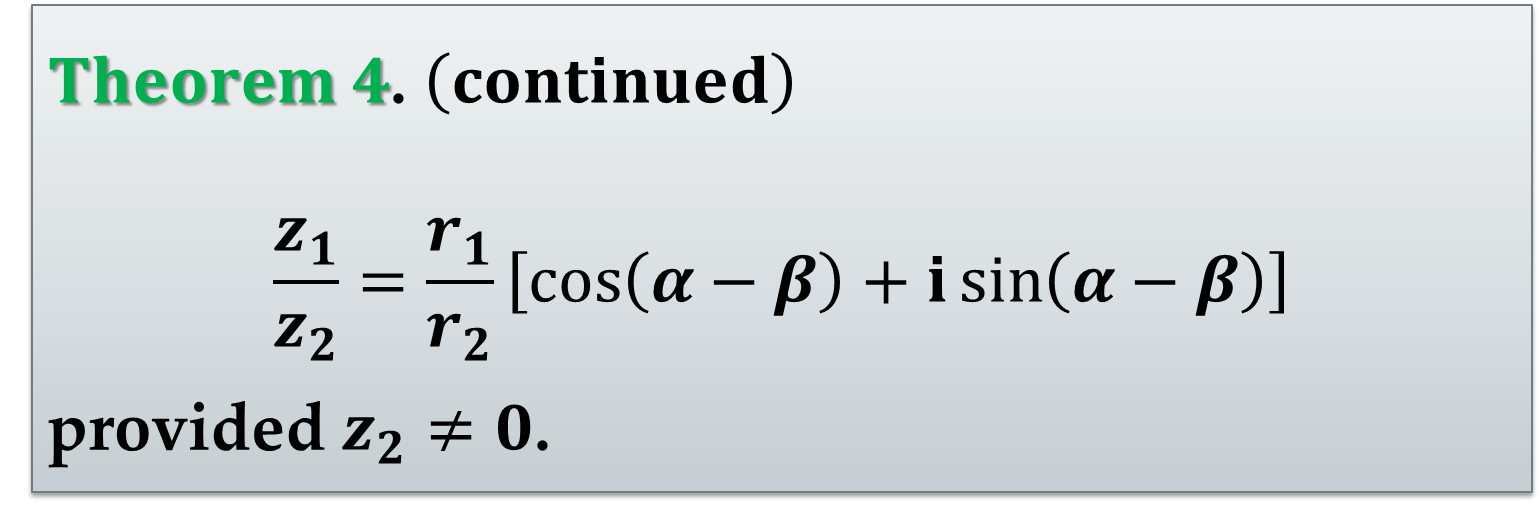 Theorem 4. (continued)
z₁/z₂ = r₁/r₂ [cos(α − β) + i sin(α − β)]
provided z₂ ≠ 0.